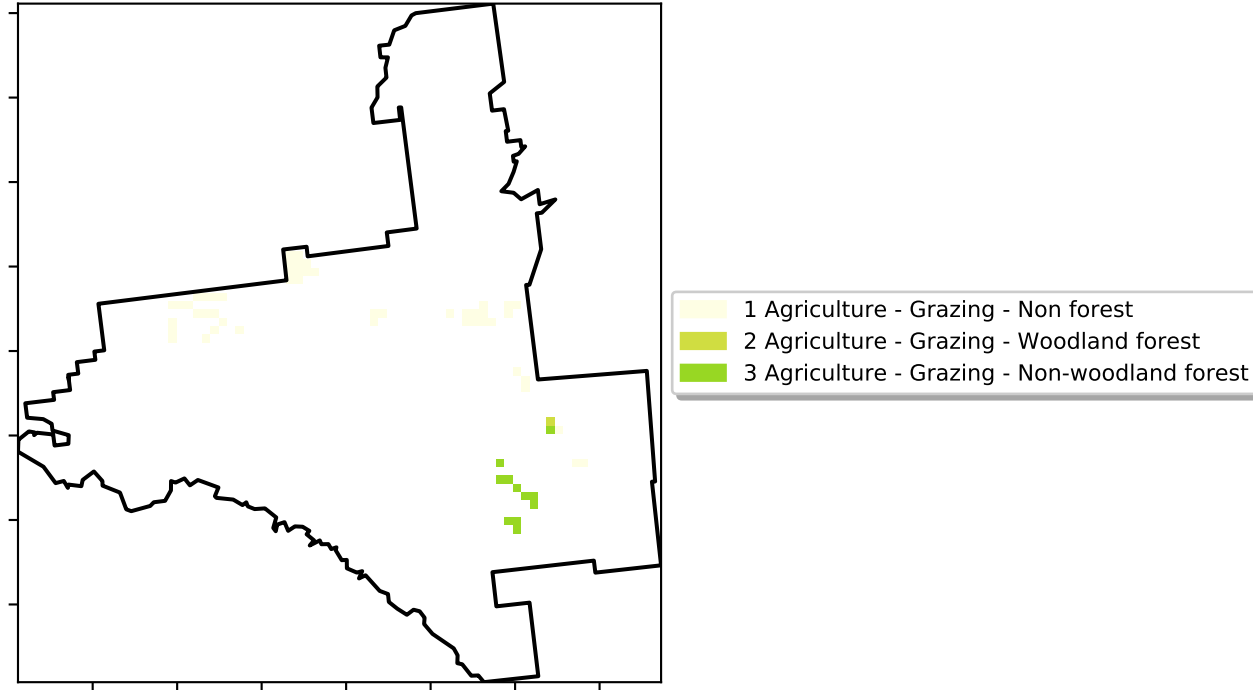 1 Agriculture - Grazing - Non forest
2 Agriculture - Grazing - Woodland forest
3 Agriculture - Grazing - Non-woodland forest